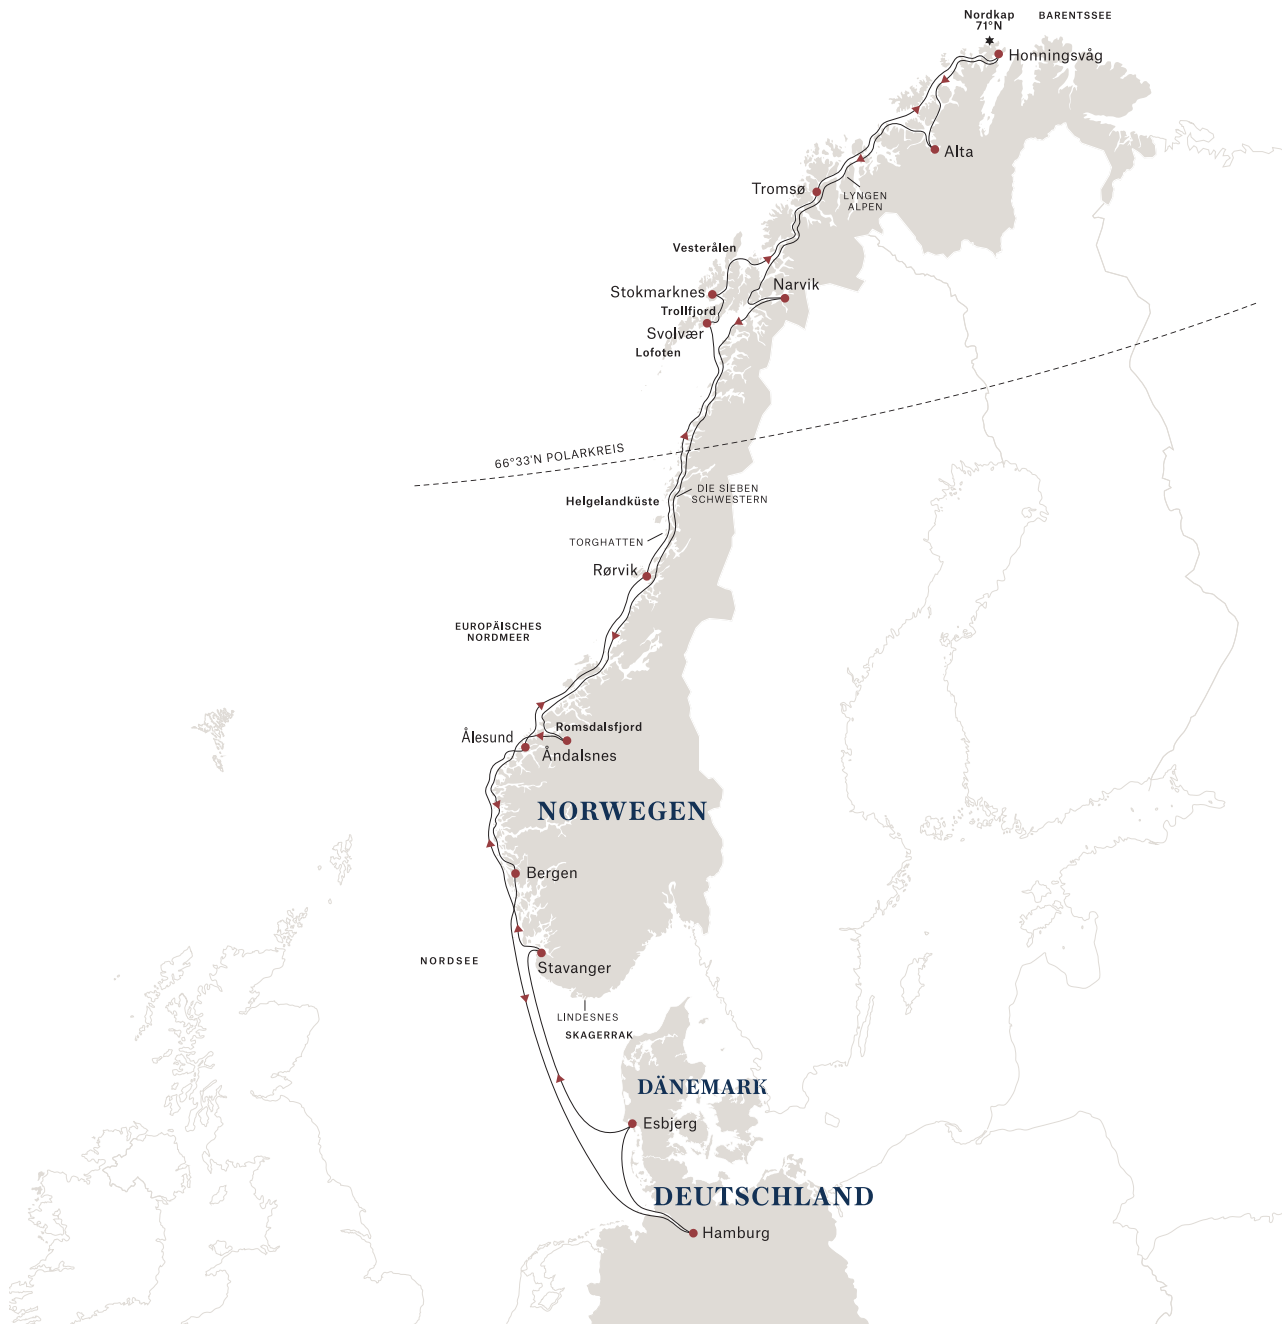 Nordkap
71°N
BARENTSSEE
Honningsvåg
Alta
Tromsø
LYNGEN
ALPEN
Vesterålen
Stokmarknes
Narvik
Trollfjord
Svolvær
Lofoten
66°33'N POLARKREIS
DIE SIEBEN
SCHWESTERN
Helgelandküste
TORGHATTEN
Rørvik
EUROPÄISCHES
NORDMEER
Romsdalsfjord
Ålesund
Åndalsnes
NORWEGEN
Bergen
NORDSEE
Stavanger
LINDESNES
SKAGERRAK
DÄNEMARK
Esbjerg
DEUTSCHLAND
Hamburg